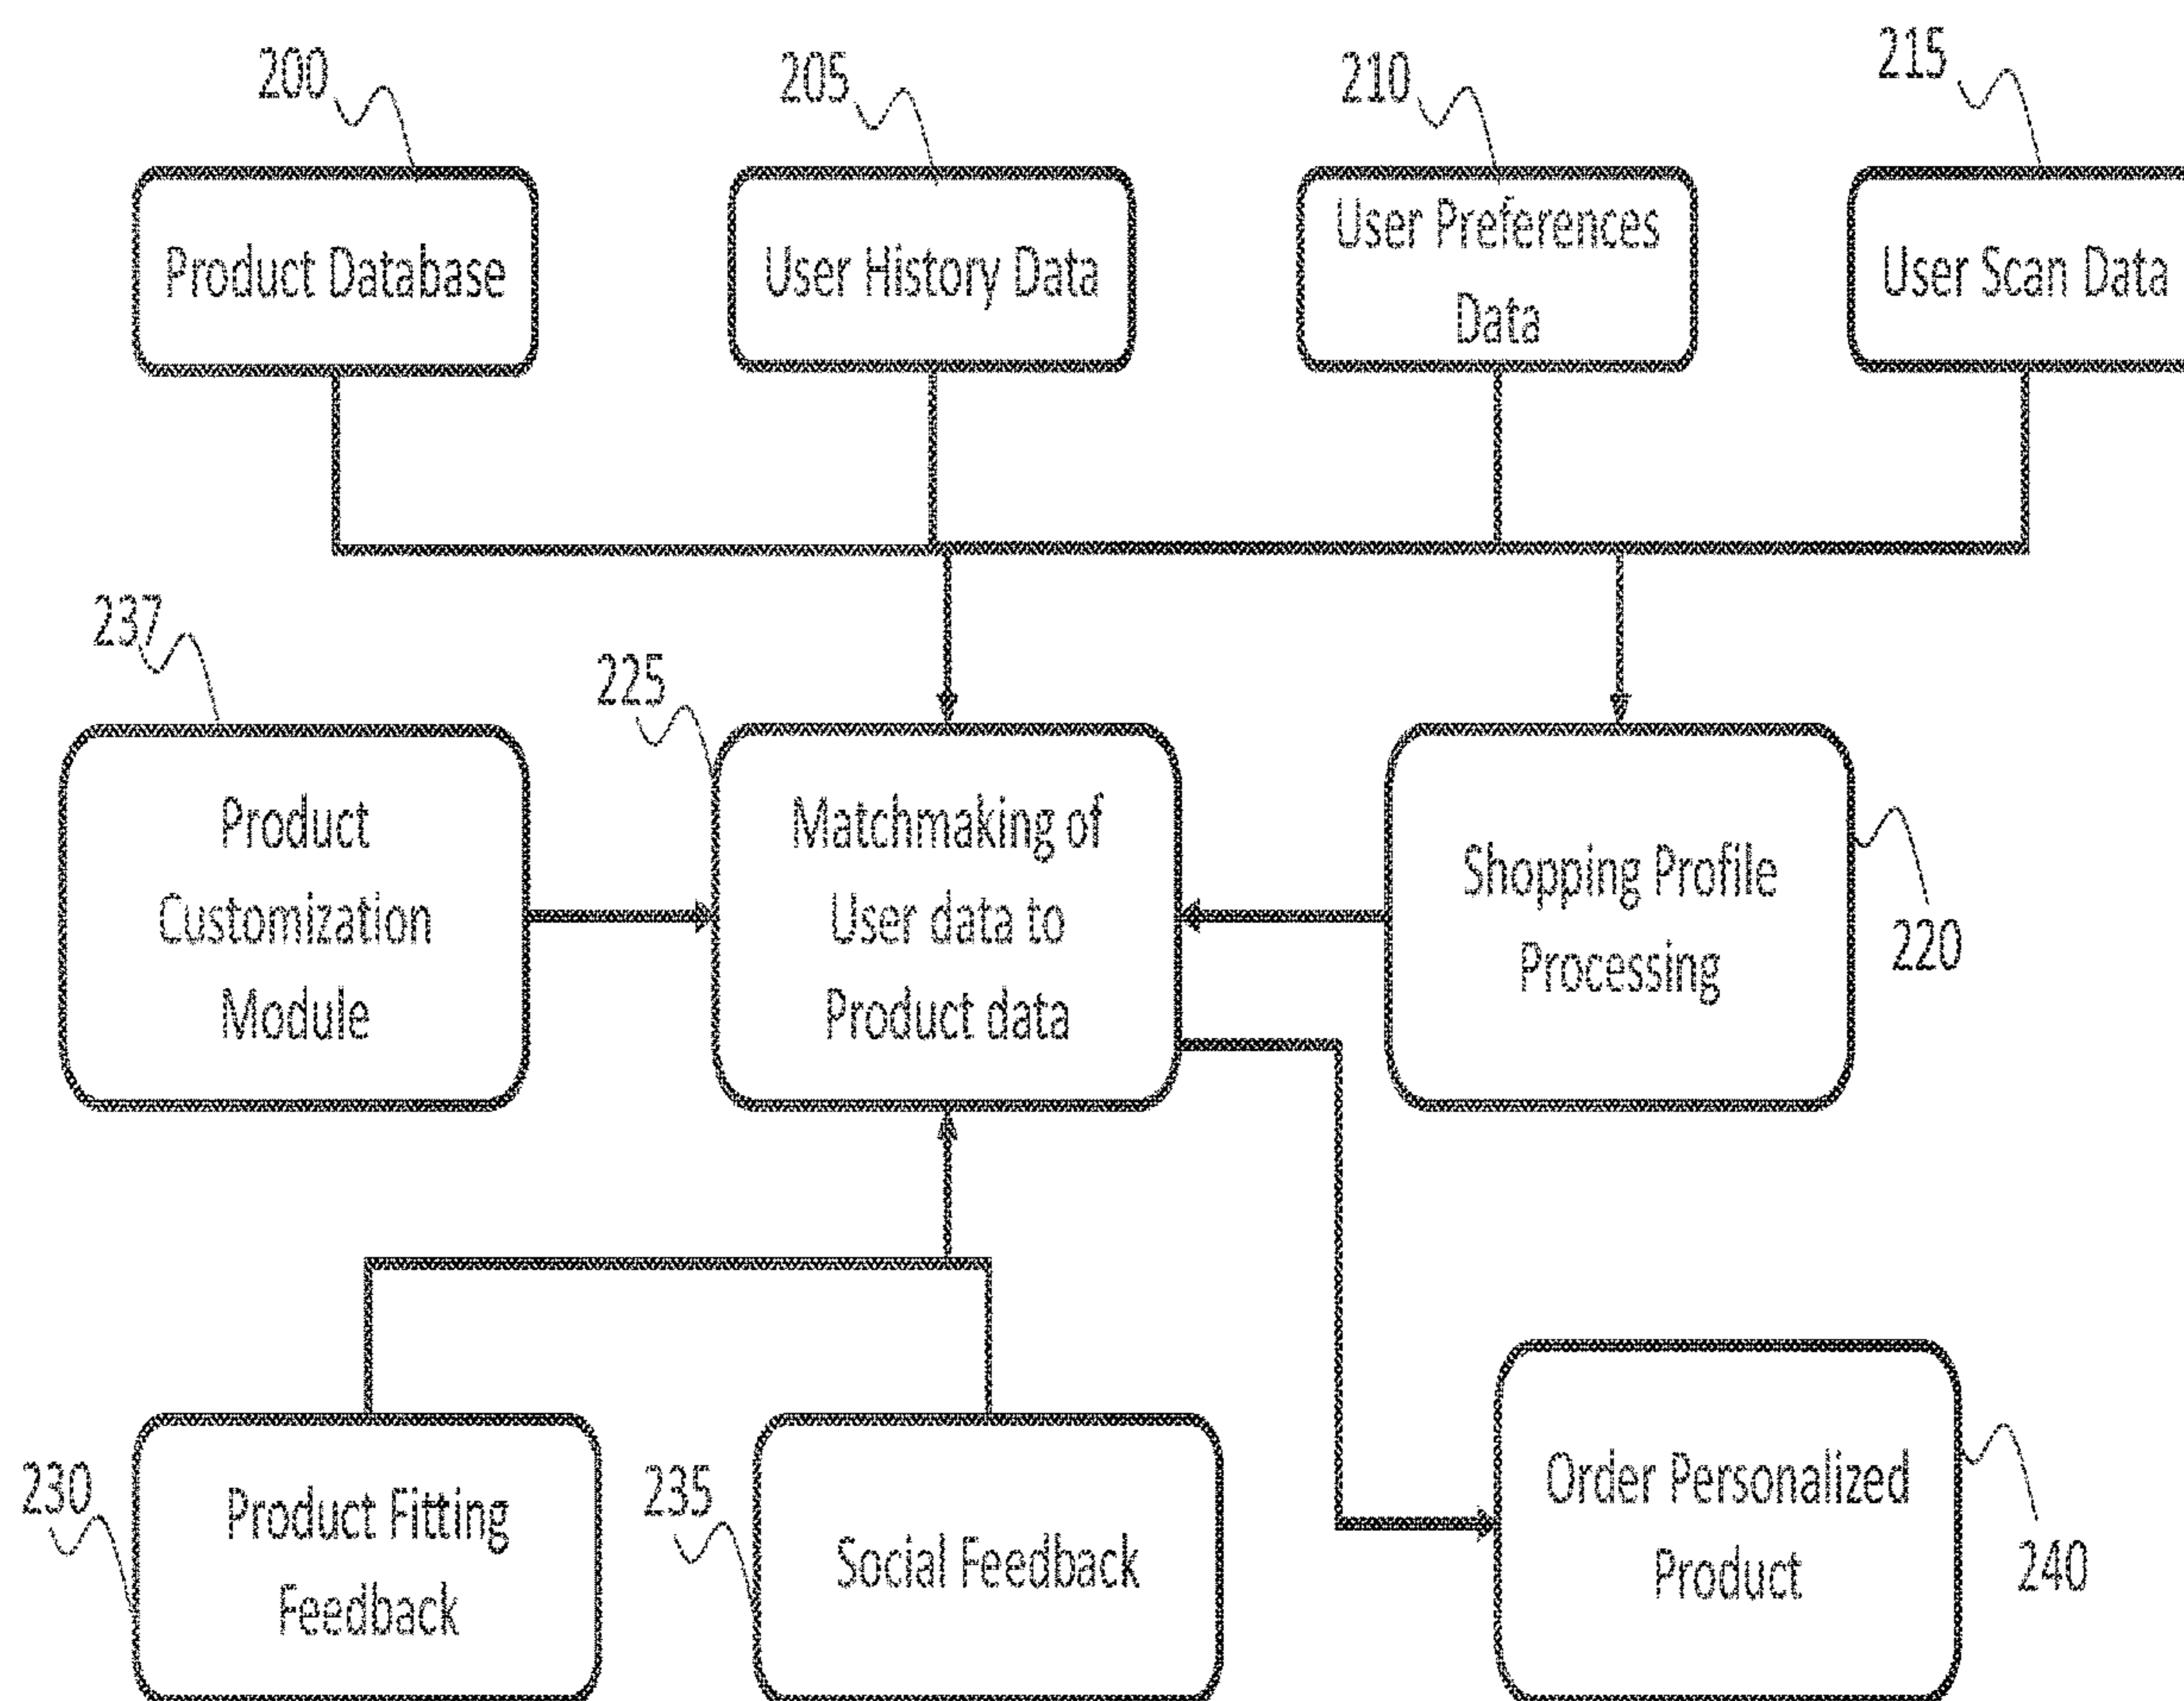 200
205
210
215
Product Database
User History Data
User Preferences
Data
User Scan Data
237
225
Product
Customization
Module
Matchmaking of
User data to
Product data
Shopping Profile
Processing
220
230
235
Product Fitting
Feedback
Social Feedback
Order Personalized
Product
240